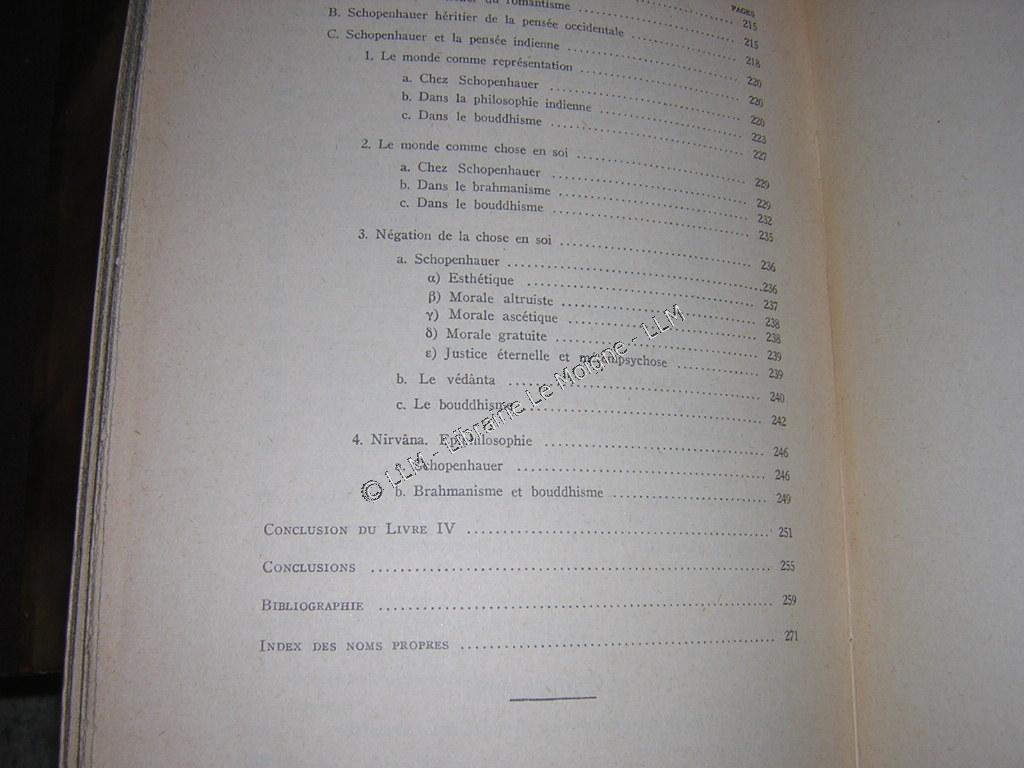 PAGES
215
romantisme 215
B. Schopenhauer héritier de la pensée occidentale 218
C. Schopenhauer et la pensée indienne 220
1. Le monde comme représentation 220
a. Chez Schopenhauer 220
b. Dans la philosophie indienne 223
c. Dans le bouddhisme 227
2. Le monde comme chose en soi 229
a. Chez Schopenhauer 229
b. Dans le brahmanisme 232
c. Dans le bouddhisme 235
3. Négation de la chose en soi 236
a. Schopenhauer 236
α) Esthétique 237
β) Morale altruiste 238
γ) Morale ascétique 238
δ) Morale gratuite 239
ε) Justice éternelle et métempsychose 239
b. Le védânta 240
c. Le bouddhisme 242
4. Nirvâna. Epiphilosophie 246
a. Schopenhauer 246
b. Brahmanisme et bouddhisme 249
CONCLUSION DU LIVRE IV 251
CONCLUSIONS 255
BIBLIOGRAPHIE 259
INDEX DES NOMS PROPRES 271
© LLM - Librairie Le Moigne - LLM